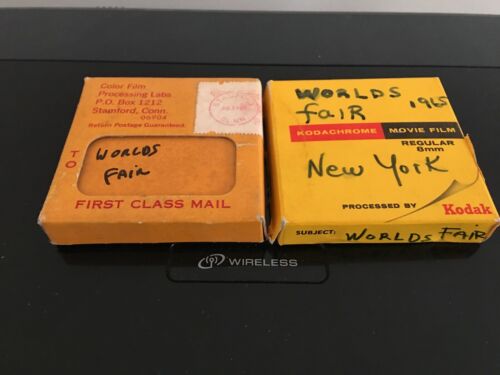 Color Film
Processing Labs
P.O. Box 1212
Stamford, Conn.
06904
Return Postage Guaranteed
TO
WORLDS
FAIR
FIRST CLASS MAIL
WORLDS
FAIR 1965
KODACHROME MOVIE FILM
REGULAR
8mm
New York
PROCESSED BY
Kodak
SUBJECT: WORLDS FAIR
WIRELESS